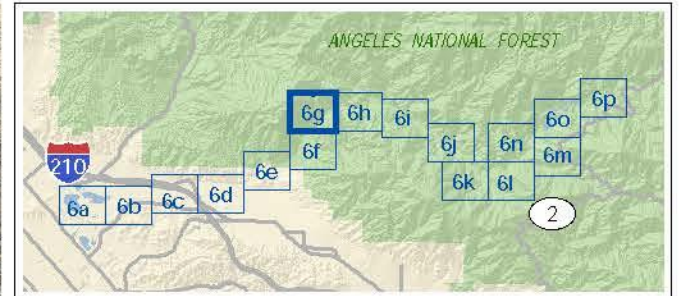 ANGELES NATIONAL FOREST
6p
6g 6h 6i 6o
6f 6j 6n 6m
210 6e
6a 6b 6c 6d 6k 6l
2